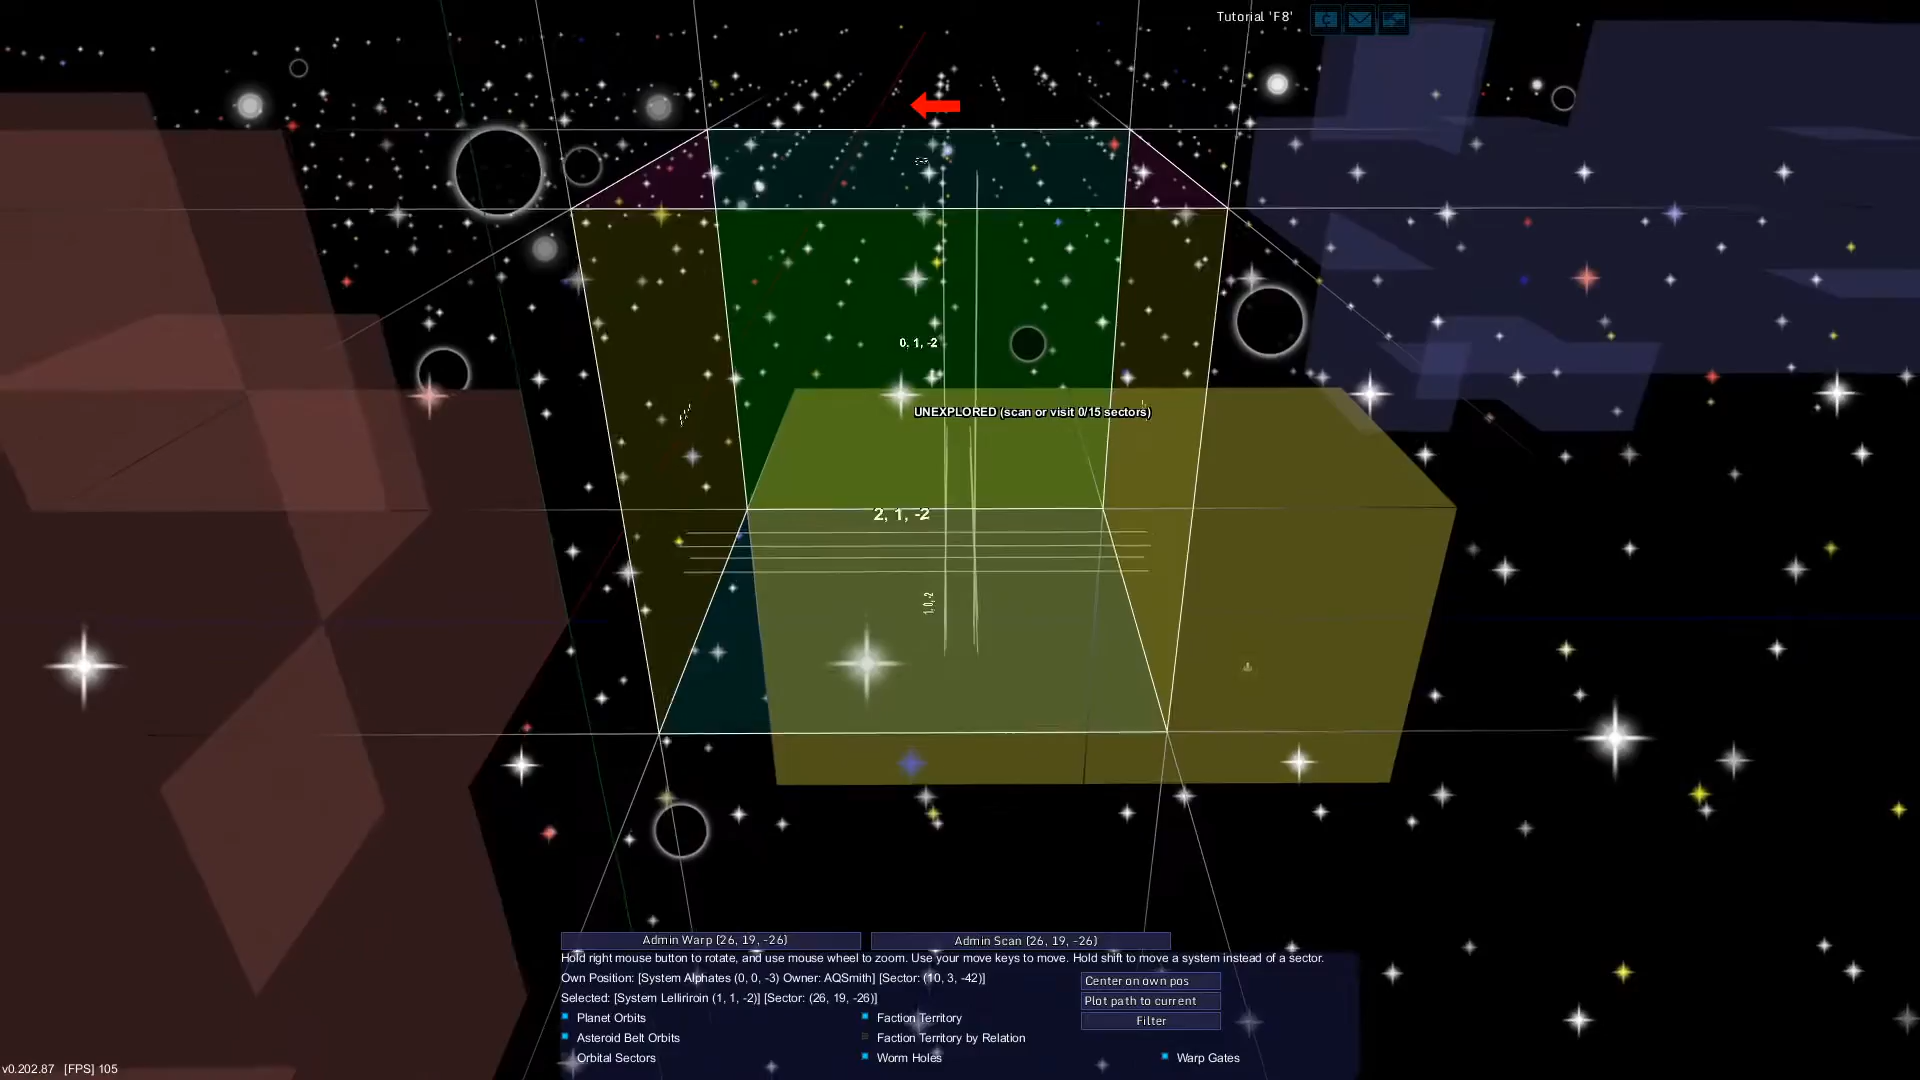 Tutorial 'F8'
0, 1, -2
UNEXPLORED (scan or visit 0/15 sectors)
2, 1, -2
1, 0, -2
Admin Warp (26, 19, -26)
Admin Scan (26, 19, -26)
Hold right mouse button to rotate, and use mouse wheel to zoom. Use your move keys to move. Hold shift to move a system instead of a sector.
Own Position: [System Alphates (0, 0, -3) Owner: AQSmith] [Sector: (10, 3, -42)]
Center on own pos
Selected: [System Lelliriroin (1, 1, -2)] [Sector: (26, 19, -26)]
Plot path to current
Planet Orbits
Faction Territory
Filter
Asteroid Belt Orbits
Faction Territory by Relation
Orbital Sectors
Worm Holes
Warp Gates
v0.202.87 [FPS] 105